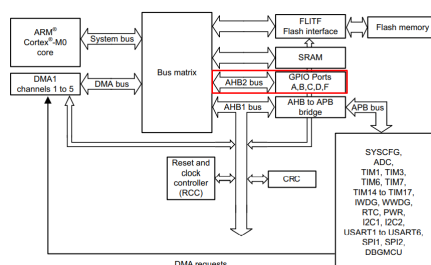 ARM®
Cortex®-M0
core
System bus
DMA1
channels 1 to 5
DMA bus
Bus matrix
FLITF
Flash interface
Flash memory
SRAM
AHB2 bus
GPIO Ports
A,B,C,D,F
AHB1 bus
AHB to APB
bridge
APB bus
Reset and
clock
controller
(RCC)
CRC
SYSCFG,
ADC,
TIM1, TIM3,
TIM6, TIM7,
TIM14 to TIM17,
IWDG, WWDG,
RTC, PWR,
I2C1, I2C2,
USART1 to USART6,
SPI1, SPI2,
DBGMCU
DMA requests